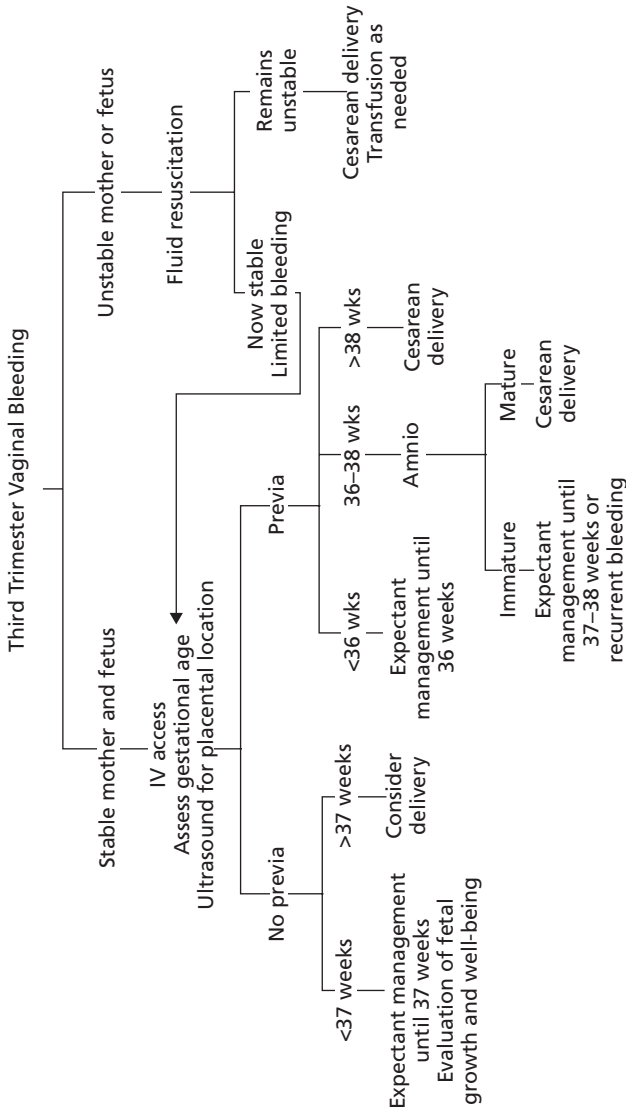 Third Trimester Vaginal Bleeding
Stable mother and fetus
IV access
Assess gestational age
Ultrasound for placental location
No previa
<37 weeks
Expectant management
until 37 weeks
Evaluation of fetal
growth and well-being
>37 weeks
Consider
delivery
Previa
<36 wks
Expectant
management until
36 weeks
36–38 wks
Amnio
Immature
Expectant
management until
37–38 weeks or
recurrent bleeding
Mature
Cesarean
delivery
>38 wks
Cesarean
delivery
Unstable mother or fetus
Fluid resuscitation
Now stable
Limited bleeding
Remains
unstable
Cesarean delivery
Transfusion as
needed